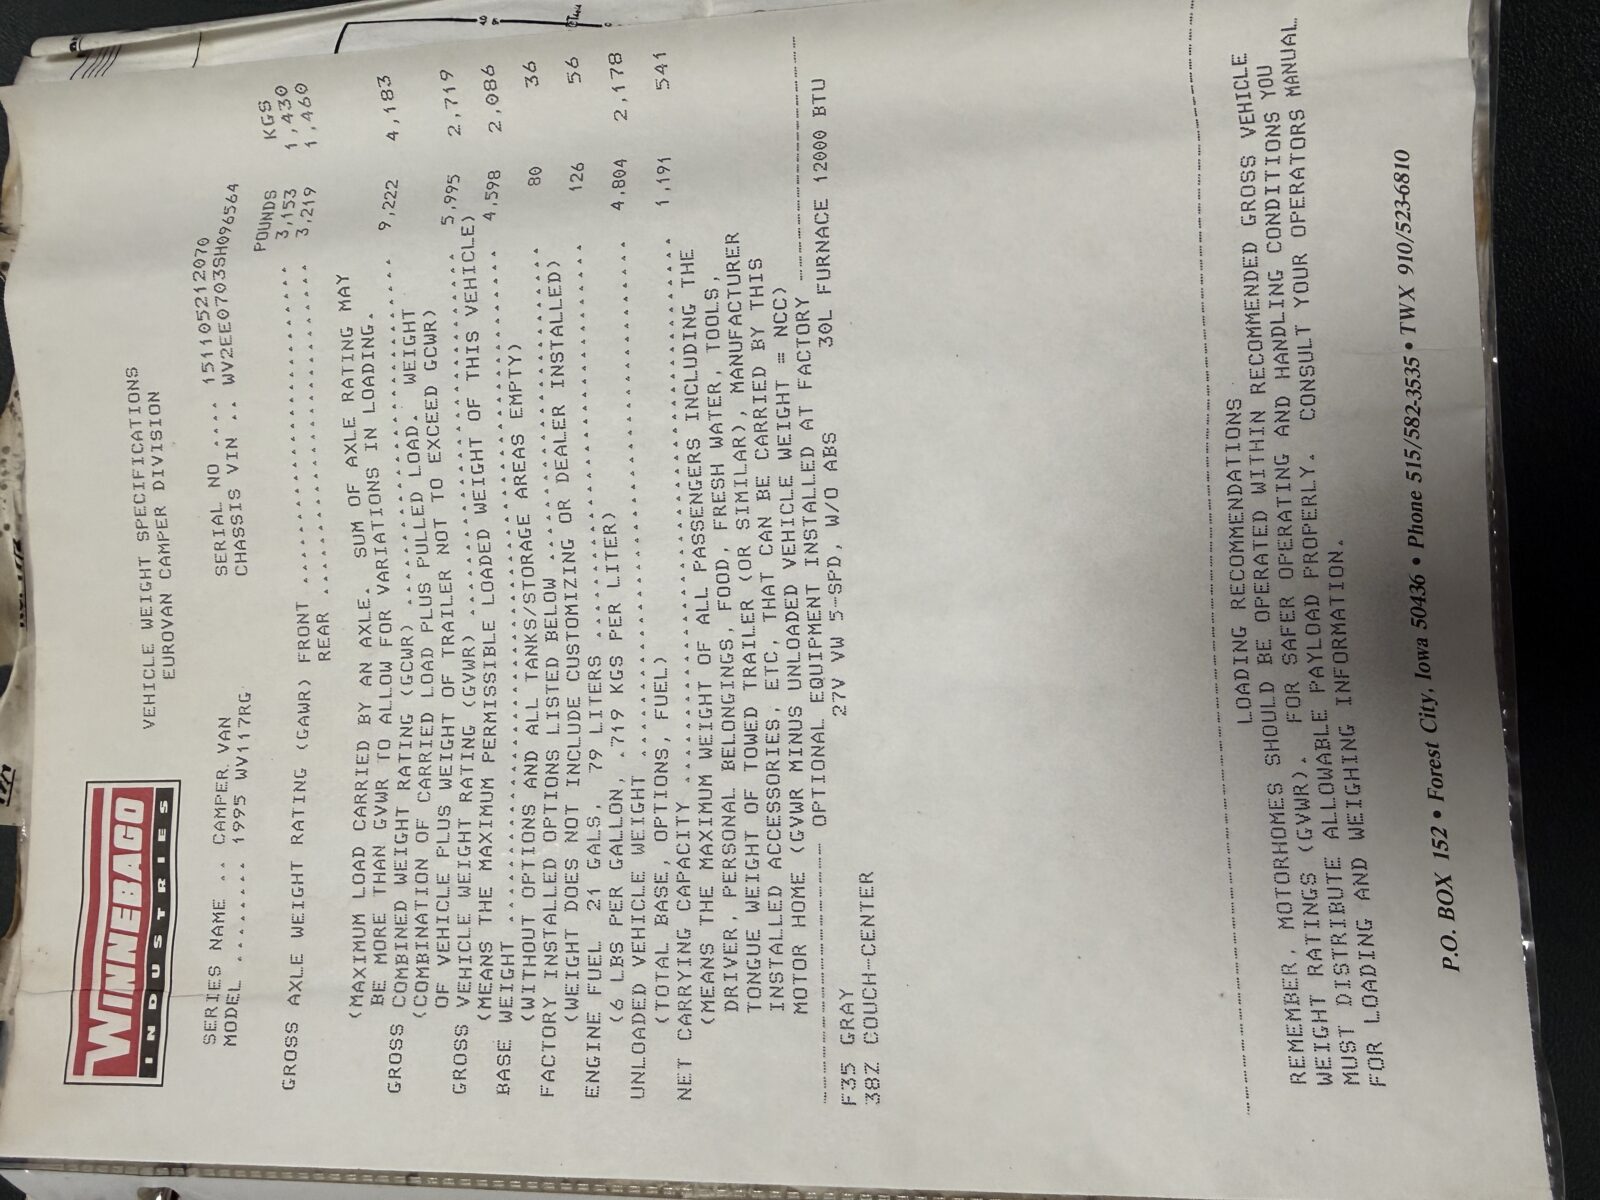 WINNEBAGO
INDUSTRIES
VEHICLE WEIGHT SPECIFICATIONS
EUROVAN CAMPER DIVISION
SERIES NAME .. CAMPER VAN SERIAL NO .... 151105212070
MODEL ........ 1995 WV117RG CHASSIS VIN .. WV2EE0703SH096564
POUNDS KGS
GROSS AXLE WEIGHT RATING (GAWR) FRONT ........................ 3,153 1,430
REAR ........................ 3,219 1,460
(MAXIMUM LOAD CARRIED BY AN AXLE. SUM OF AXLE RATING MAY
BE MORE THAN GVWR TO ALLOW FOR VARIATIONS IN LOADING.
GROSS COMBINED WEIGHT RATING (GCWR) ........................ 9,222 4,183
(COMBINATION OF CARRIED LOAD PLUS PULLED LOAD. WEIGHT
OF VEHICLE PLUS WEIGHT OF TRAILER NOT TO EXCEED GCWR)
GROSS VEHICLE WEIGHT RATING (GVWR) ........................ 5,995 2,719
(MEANS THE MAXIMUM PERMISSIBLE LOADED WEIGHT OF THIS VEHICLE)
BASE WEIGHT ........................ 4,598 2,086
(WITHOUT OPTIONS AND ALL TANKS/STORAGE AREAS EMPTY)
FACTORY INSTALLED OPTIONS LISTED BELOW ........................ 80 36
(WEIGHT DOES NOT INCLUDE CUSTOMIZING OR DEALER INSTALLED)
ENGINE FUEL 21 GALS, 79 LITERS ........................ 126 56
(6 LBS PER GALLON, .719 KGS PER LITER)
UNLOADED VEHICLE WEIGHT ........................ 4,804 2,178
(TOTAL BASE, OPTIONS, FUEL)
NET CARRYING CAPACITY ........................ 1,191 541
(MEANS THE MAXIMUM WEIGHT OF ALL PASSENGERS INCLUDING THE
DRIVER, PERSONAL BELONGINGS, FOOD, FRESH WATER, TOOLS,
TONGUE WEIGHT OF TOWED TRAILER (OR SIMILAR), MANUFACTURER
INSTALLED ACCESSORIES, ETC, THAT CAN BE CARRIED BY THIS
MOTOR HOME (GVWR MINUS UNLOADED VEHICLE WEIGHT = NCC)
OPTIONAL EQUIPMENT INSTALLED AT FACTORY
F35 GRAY 27V VW 5-SPD, W/O ABS 30L FURNACE 12000 BTU
38Z COUCH-CENTER
LOADING RECOMMENDATIONS
REMEMBER, MOTORHOMES SHOULD BE OPERATED WITHIN RECOMMENDED GROSS VEHICLE
WEIGHT RATINGS (GVWR). FOR SAFER OPERATING AND HANDLING CONDITIONS YOU
MUST DISTRIBUTE ALLOWABLE PAYLOAD PROPERLY. CONSULT YOUR OPERATORS MANUAL
FOR LOADING AND WEIGHING INFORMATION.
P.O. BOX 152 • Forest City, Iowa 50436 • Phone 515/582-3535 • TWX 910/523-6810